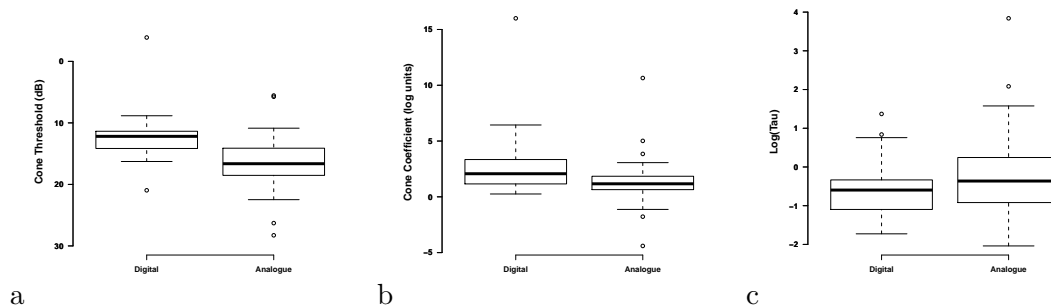 Cone Threshold (dB)
0
10
20
30
Digital
Analogue
a
Cone Coefficient (log units)
15
10
5
0
−5
Digital
Analogue
b
Log(Tau)
4
3
2
1
0
−1
−2
Digital
Analogue
c